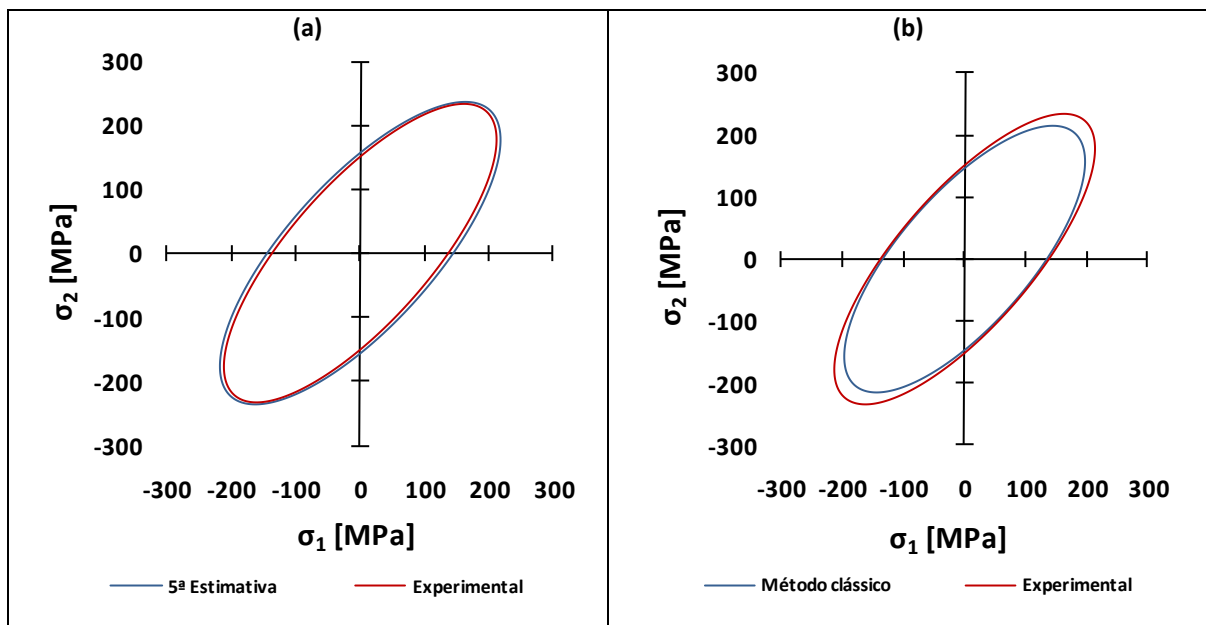 (a)
300
200
100
0
-100
-200
-300
σ2 [MPa]
-300 -200 -100 0 100 200 300
σ1 [MPa]
5ª Estimativa Experimental
(b)
300
200
100
0
-100
-200
-300
σ2 [MPa]
-300 -200 -100 0 100 200 300
σ1 [MPa]
Método clássico Experimental